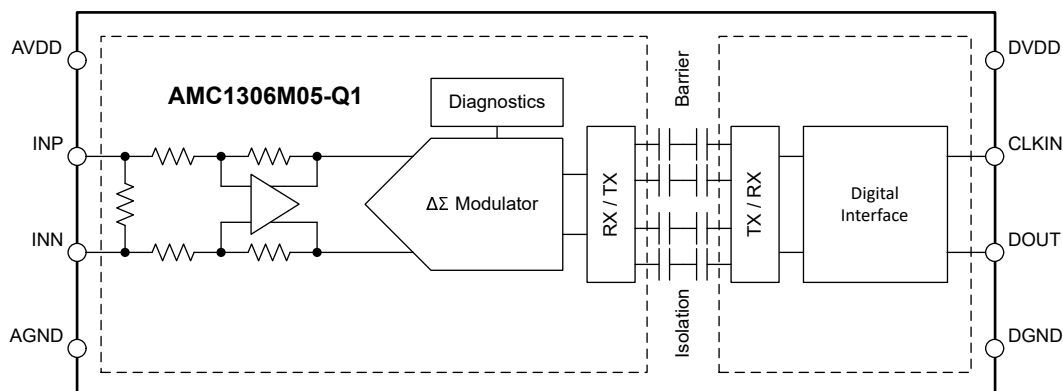 AVDD
DVDD
AMC1306M05-Q1
Diagnostics
Barrier
INP
CLKIN
ΔΣ Modulator
RX / TX
TX / RX
Digital
Interface
INN
DOUT
Isolation
AGND
DGND